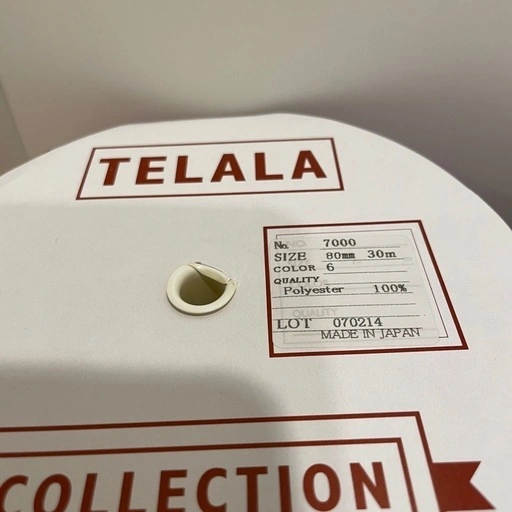 TELALA
No. 7000
SIZE 80mm 30m
COLOR 6
QUALITY
Polyester 100%
LOT 070214
MADE IN JAPAN
COLLECTION